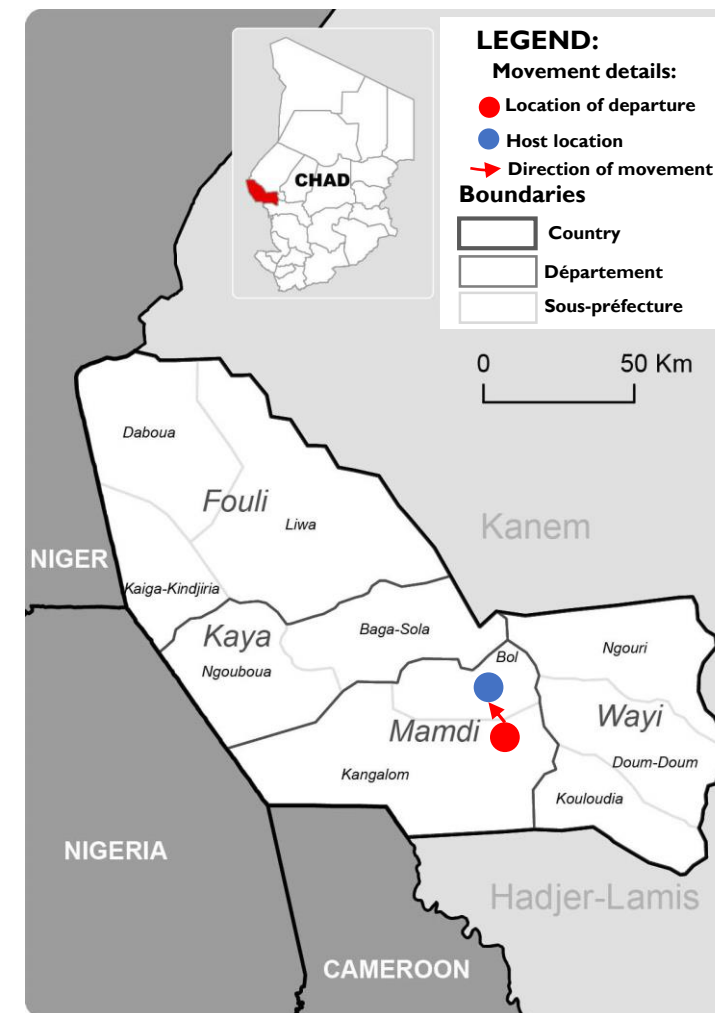 LEGEND:
Movement details:
Location of departure
Host location
Direction of movement
Boundaries
Country
Département
Sous-préfecture
CHAD
0 50 Km
Daboua
Fouli
Liwa
Kanem
NIGER
Kaiga-Kindjiria
Kaya
Baga-Sola
Ngouboua
Bol
Ngouri
Mamdi
Wayi
Kangalom
Doum-Doum
Kouloudia
NIGERIA
Hadjer-Lamis
CAMEROON